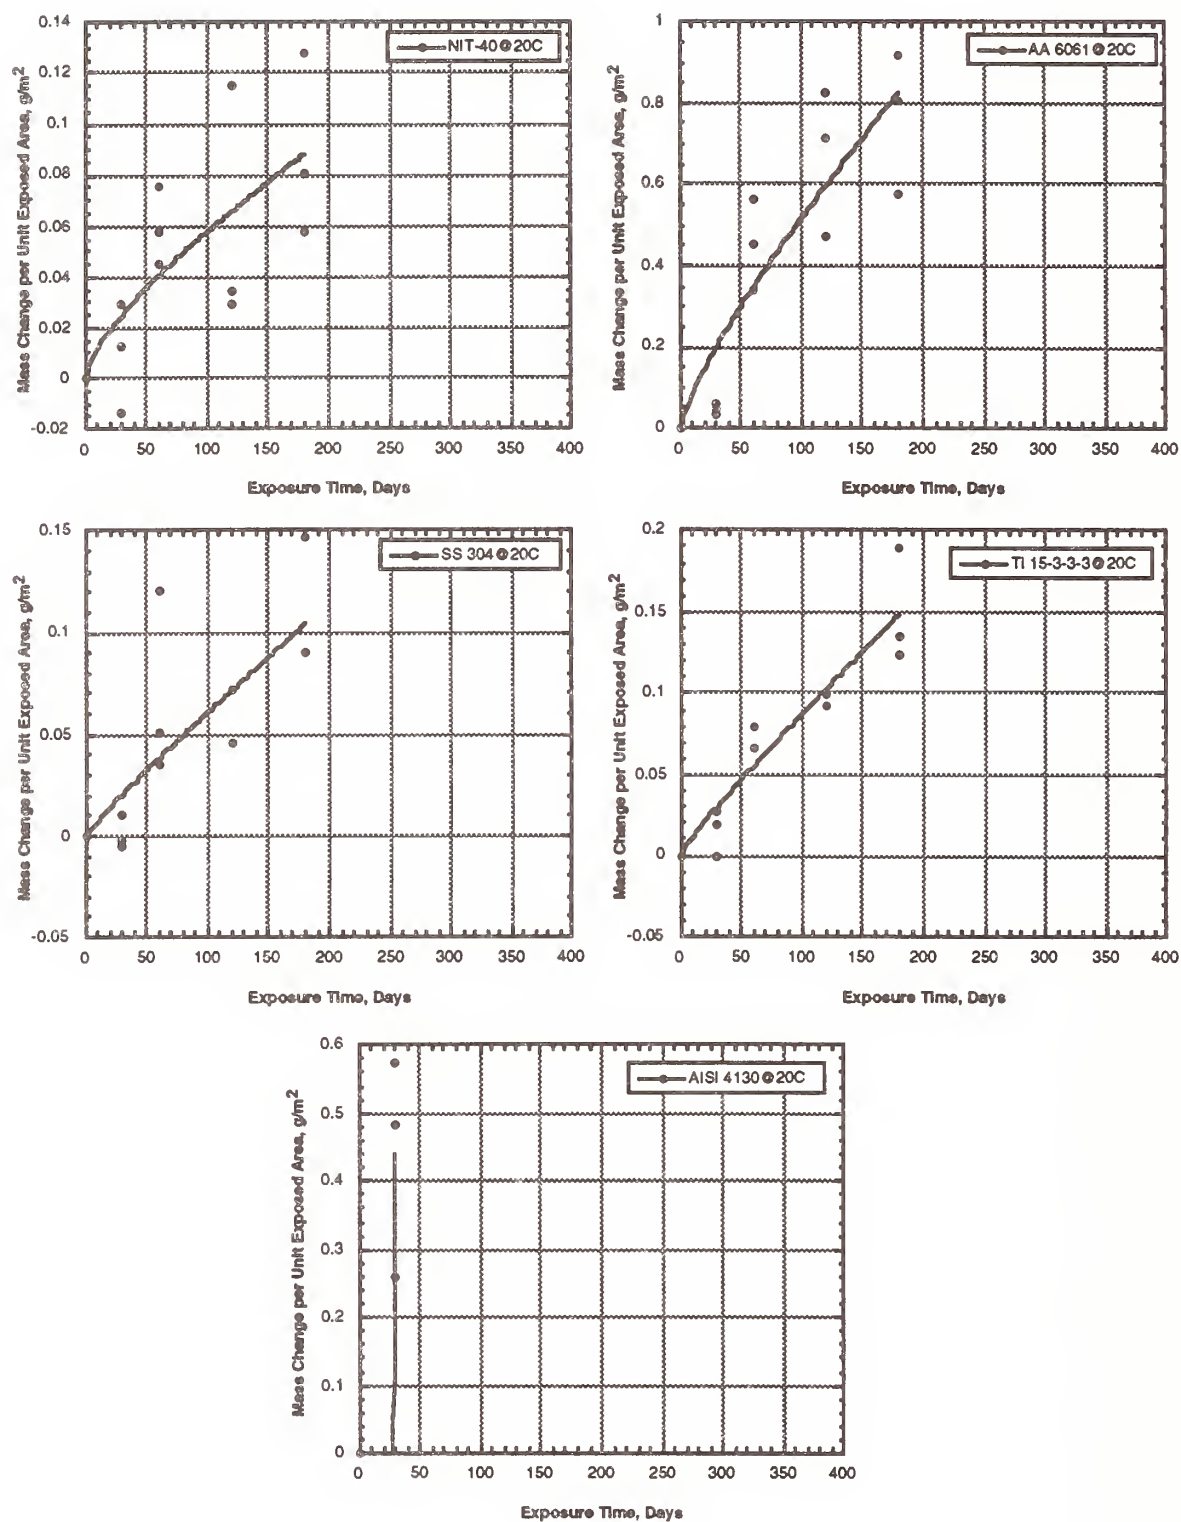 0.14
0.12
0.1
0.08
0.06
0.04
0.02
0
-0.02
Mass Change per Unit Exposed Area, g/m2
NIT-40@20C
0 50 100 150 200 250 300 350 400
Exposure Time, Days
1
0.8
0.6
0.4
0.2
0
Mass Change per Unit Exposed Area, g/m2
AA 6061@20C
0 50 100 150 200 250 300 350 400
Exposure Time, Days
0.15
0.1
0.05
0
-0.05
Mass Change per Unit Exposed Area, g/m2
SS 304@20C
0 50 100 150 200 250 300 350 400
Exposure Time, Days
0.2
0.15
0.1
0.05
0
-0.05
Mass Change per Unit Exposed Area, g/m2
Ti 15-3-3-3@20C
0 50 100 150 200 250 300 350 400
Exposure Time, Days
0.6
0.5
0.4
0.3
0.2
0.1
0
Mass Change per Unit Exposed Area, g/m2
AISI 4130@20C
0 50 100 150 200 250 300 350 400
Exposure Time, Days